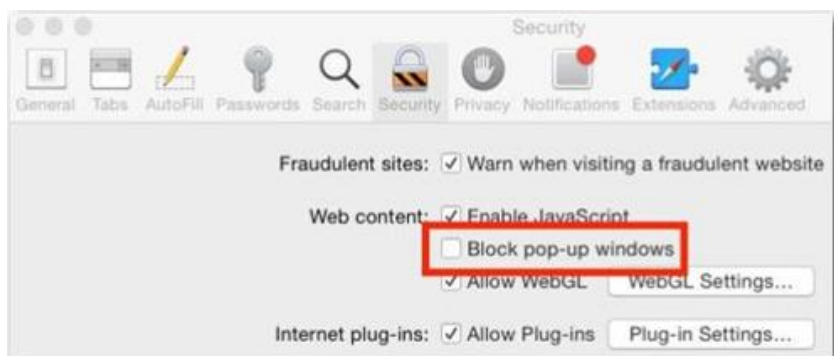 Security
General Tabs AutoFill Passwords Search Security Privacy Notifications Extensions Advanced
Fraudulent sites: Warn when visiting a fraudulent website
Web content: Enable JavaScript
Block pop-up windows
Allow WebGL WebGL Settings...
Internet plug-ins: Allow Plug-ins Plug-in Settings...